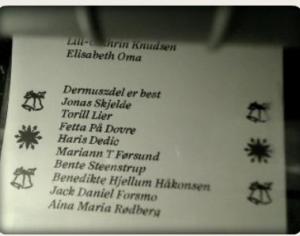 Lill-Cathrin Knudsen
Elisabeth Oma
Dermuszdel er best
Jonas Skjelde
Torill Lier
Fetta På Dovre
Haris Dedic
Mariann T Førsund
Bente Steenstrup
Benedikte Hjellum Håkonsen
Jack Daniel Forsmo
Aina Maria Rødberg